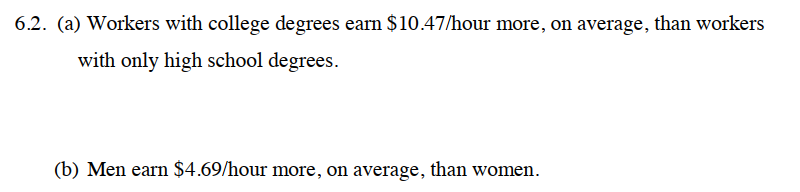 6.2. (a) Workers with college degrees earn $10.47/hour more, on average, than workers
with only high school degrees.
(b) Men earn $4.69/hour more, on average, than women.